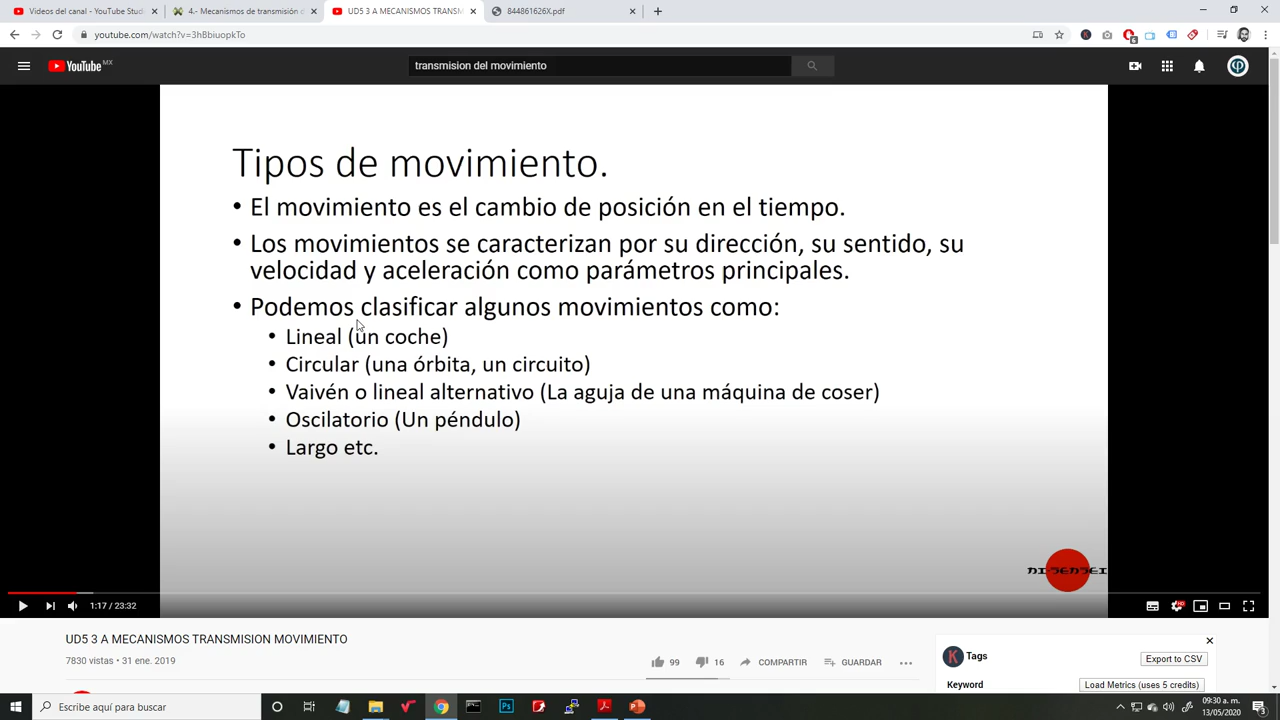 Videos del canal - YouTube Stud
4.- Mecanismos de transmisión d
UD5 3 A MECANISMOS TRANSM
844861626X.pdf
youtube.com/watch?v=3hBbiuopkTo
YouTube MX
transmision del movimiento
Tipos de movimiento.
• El movimiento es el cambio de posición en el tiempo.
• Los movimientos se caracterizan por su dirección, su sentido, su
velocidad y aceleración como parámetros principales.
• Podemos clasificar algunos movimientos como:
• Lineal (un coche)
• Circular (una órbita, un circuito)
• Vaivén o lineal alternativo (La aguja de una máquina de coser)
• Oscilatorio (Un péndulo)
• Largo etc.
1:17 / 23:32
HD
UD5 3 A MECANISMOS TRANSMISION MOVIMIENTO
7830 vistas • 31 ene. 2019
99
16
COMPARTIR
GUARDAR
K Tags
Export to CSV
Keyword
Load Metrics (uses 5 credits)
Escribe aquí para buscar
09:30 a. m.
13/05/2020